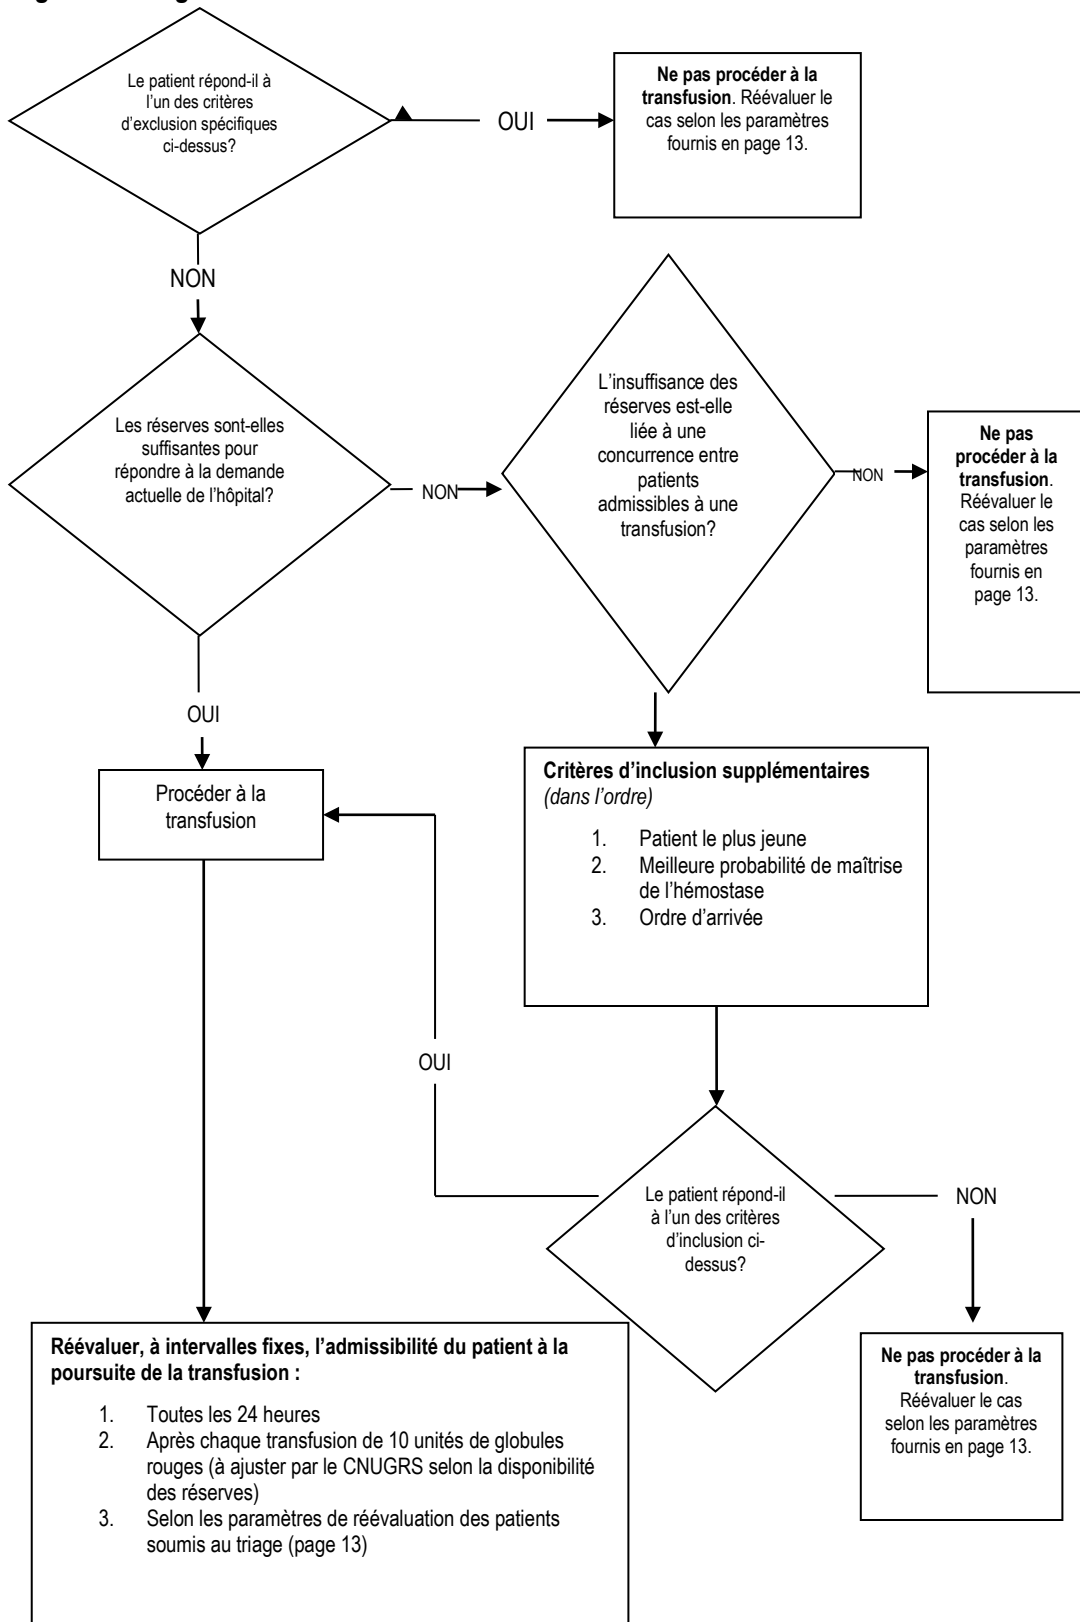 Le patient répond-il à
l'un des critères
d'exclusion spécifiques
ci-dessus?
OUI
Ne pas procéder à la
transfusion. Réévaluer le
cas selon les paramètres
fournis en page 13.
NON
Les réserves sont-elles
suffisantes pour
répondre à la demande
actuelle de l'hôpital?
NON
L'insuffisance des
réserves est-elle
liée à une
concurrence entre
patients
admissibles à une
transfusion?
NON
Ne pas
procéder à la
transfusion.
Réévaluer le
cas selon les
paramètres
fournis en
page 13.
OUI
Procéder à la
transfusion
Critères d'inclusion supplémentaires
(dans l'ordre)
1. Patient le plus jeune
2. Meilleure probabilité de maîtrise
de l'hémostase
3. Ordre d'arrivée
OUI
Le patient répond-il
à l'un des critères
d'inclusion ci-
dessus?
NON
Ne pas procéder à la
transfusion.
Réévaluer le cas
selon les paramètres
fournis en page 13.
Réévaluer, à intervalles fixes, l'admissibilité du patient à la
poursuite de la transfusion :
1. Toutes les 24 heures
2. Après chaque transfusion de 10 unités de globules
rouges (à ajuster par le CNUGRS selon la disponibilité
des réserves)
3. Selon les paramètres de réévaluation des patients
soumis au triage (page 13)